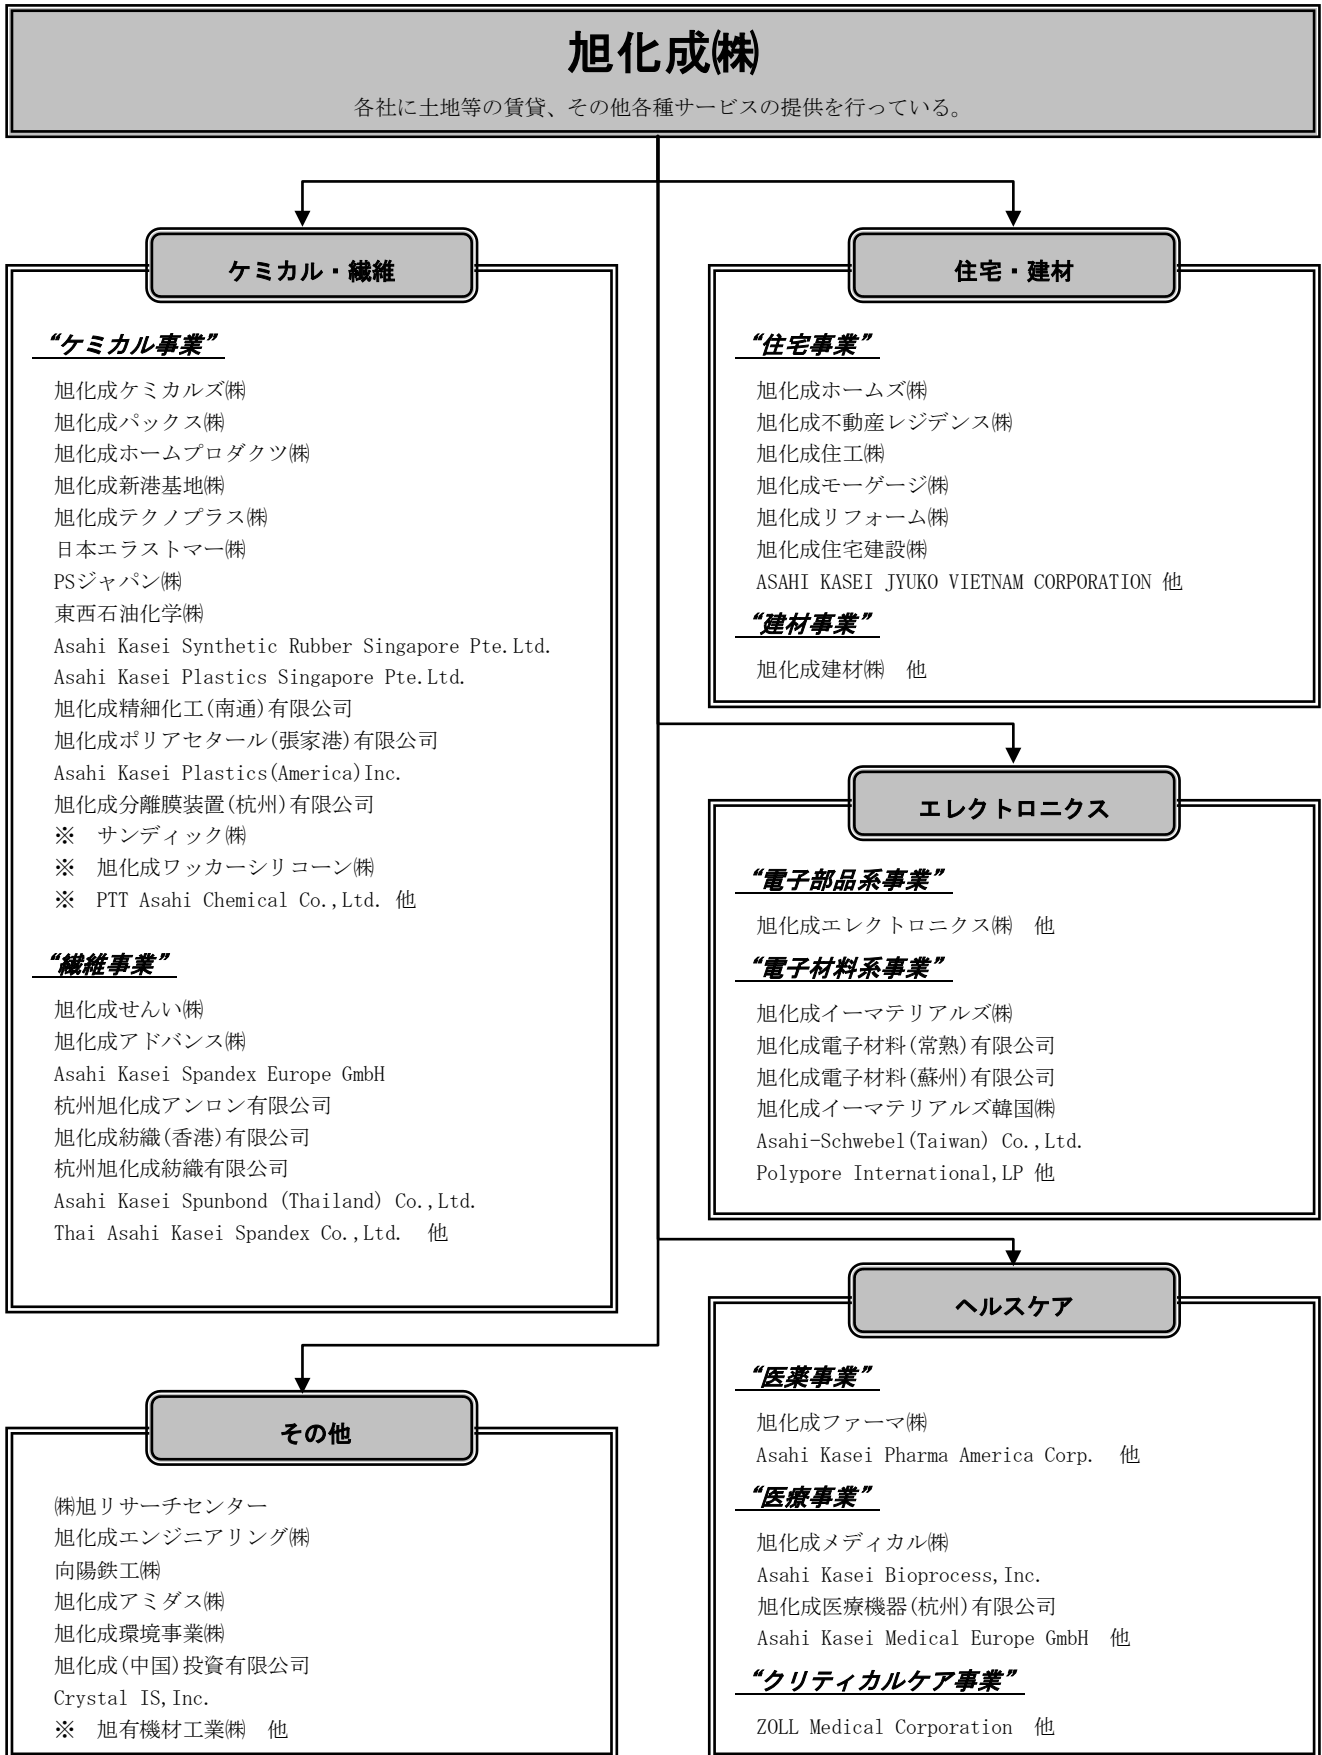 旭化成㈱
各社に土地等の賃貸、その他各種サービスの提供を行っている。
ケミカル・繊維
“ケミカル事業”
旭化成ケミカルズ㈱
旭化成パックス㈱
旭化成ホームプロダクツ㈱
旭化成新港基地㈱
旭化成テクノプラス㈱
日本エラストマー㈱
PSジャパン㈱
東西石油化学㈱
Asahi Kasei Synthetic Rubber Singapore Pte.Ltd.
Asahi Kasei Plastics Singapore Pte.Ltd.
旭化成精細化工(南通)有限公司
旭化成ポリアセタール(張家港)有限公司
Asahi Kasei Plastics(America)Inc.
旭化成分離膜装置(杭州)有限公司
※　サンディック㈱
※　旭化成ワッカーシリコーン㈱
※　PTT Asahi Chemical Co.,Ltd. 他
“繊維事業”
旭化成せんい㈱
旭化成アドバンス㈱
Asahi Kasei Spandex Europe GmbH
杭州旭化成アンロン有限公司
旭化成紡織(香港)有限公司
杭州旭化成紡織有限公司
Asahi Kasei Spunbond (Thailand) Co.,Ltd.
Thai Asahi Kasei Spandex Co.,Ltd.　他
住宅・建材
“住宅事業”
旭化成ホームズ㈱
旭化成不動産レジデンス㈱
旭化成住工㈱
旭化成モーゲージ㈱
旭化成リフォーム㈱
旭化成住宅建設㈱
ASAHI KASEI JYUKO VIETNAM CORPORATION 他
“建材事業”
旭化成建材㈱　他
エレクトロニクス
“電子部品系事業”
旭化成エレクトロニクス㈱　他
“電子材料系事業”
旭化成イーマテリアルズ㈱
旭化成電子材料(常熟)有限公司
旭化成電子材料(蘇州)有限公司
旭化成イーマテリアルズ韓国㈱
Asahi-Schwebel(Taiwan) Co.,Ltd.
Polypore International,LP 他
ヘルスケア
“医薬事業”
旭化成ファーマ㈱
Asahi Kasei Pharma America Corp.　他
“医療事業”
旭化成メディカル㈱
Asahi Kasei Bioprocess,Inc.
旭化成医療機器(杭州)有限公司
Asahi Kasei Medical Europe GmbH　他
“クリティカルケア事業”
ZOLL Medical Corporation　他
その他
㈱旭リサーチセンター
旭化成エンジニアリング㈱
向陽鉄工㈱
旭化成アミダス㈱
旭化成環境事業㈱
旭化成(中国)投資有限公司
Crystal IS,Inc.
※　旭有機材工業㈱　他